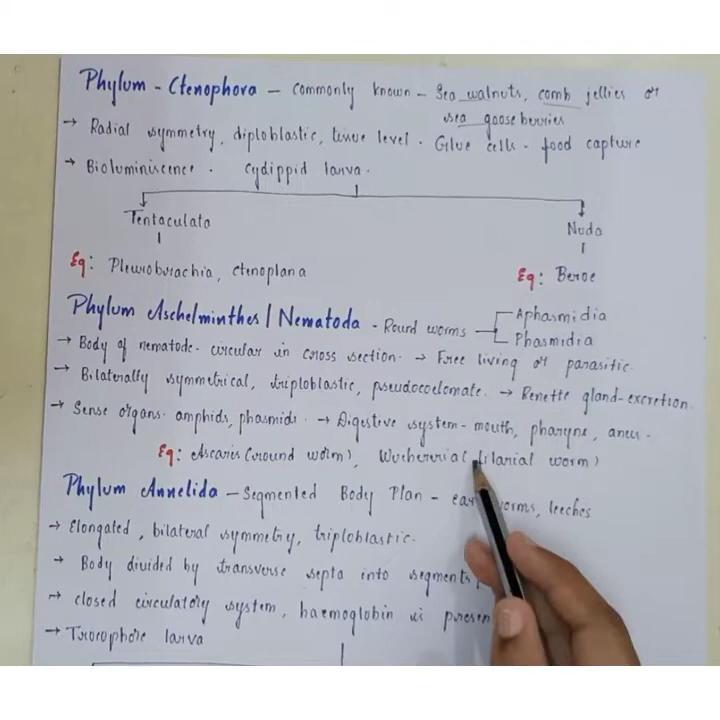 Phylum - Ctenophora - commonly known - Sea walnuts, comb jellies or
sea goose berries
→ Radial symmetry, diploblastic, tissue level. Glue cells - food capture
→ Bioluminiscence. Cydippid larva.
Tentaculata
Nuda
Eg: Pleurobrachia, ctenoplana
Eg: Beroe
Phylum Aschelminthes / Nematoda - Round worms
Aphasmidia
Phasmidia
→ Body of nematode - circular in cross section. → Free living or parasitic.
→ Bilaterally symmetrical, triploblastic, pseudocoelomate. → Renette gland-excretion.
→ Sense organs. amphids, phasmids. → Digestive system - mouth, pharynx, anus.
Eg: Ascaris (round worm), Wuchereria (filarial worm)
Phylum Annelida - Segmented Body Plan - worms, leeches
→ Elongated, bilateral symmetry, triploblastic.
→ Body divided by transverse septa into segments
→ closed circulatory system, haemoglobin is
→ Trocophore larva